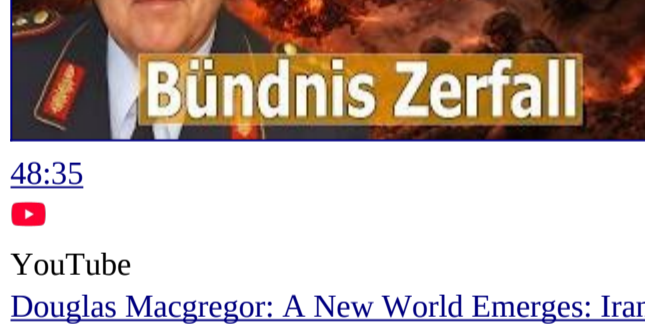 Bündnis Zerfall
48:35
YouTube
Douglas Macgregor: A New World Emerges: Iran